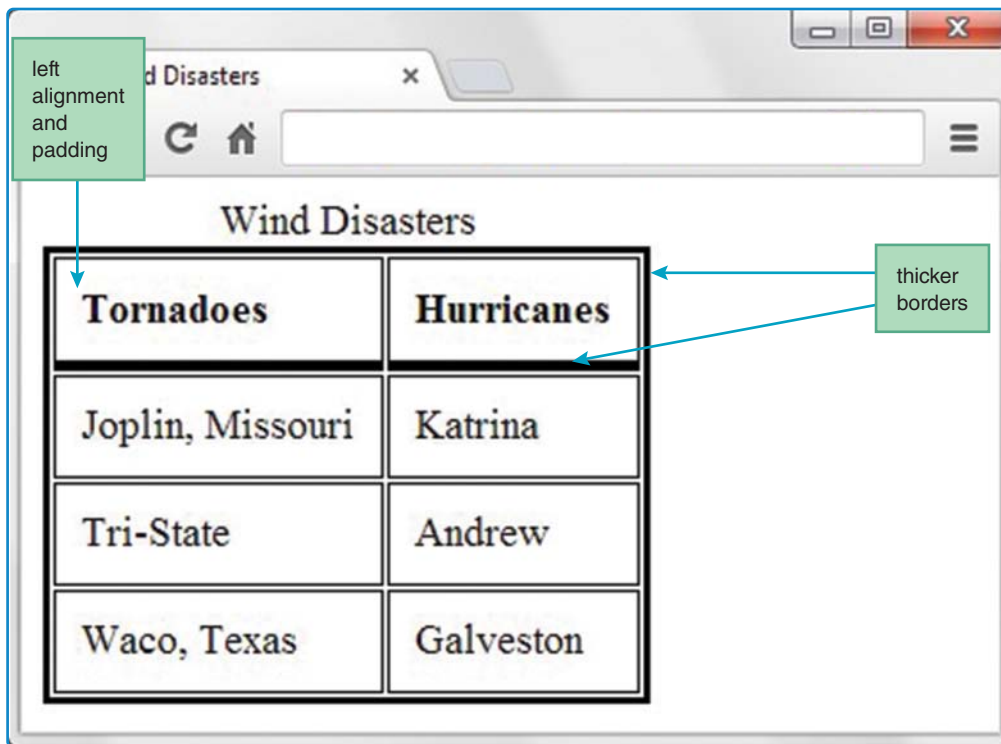 left
alignment
and
padding
d Disasters
Wind Disasters
Tornadoes Hurricanes
thicker
borders
Joplin, Missouri Katrina
Tri-State Andrew
Waco, Texas Galveston